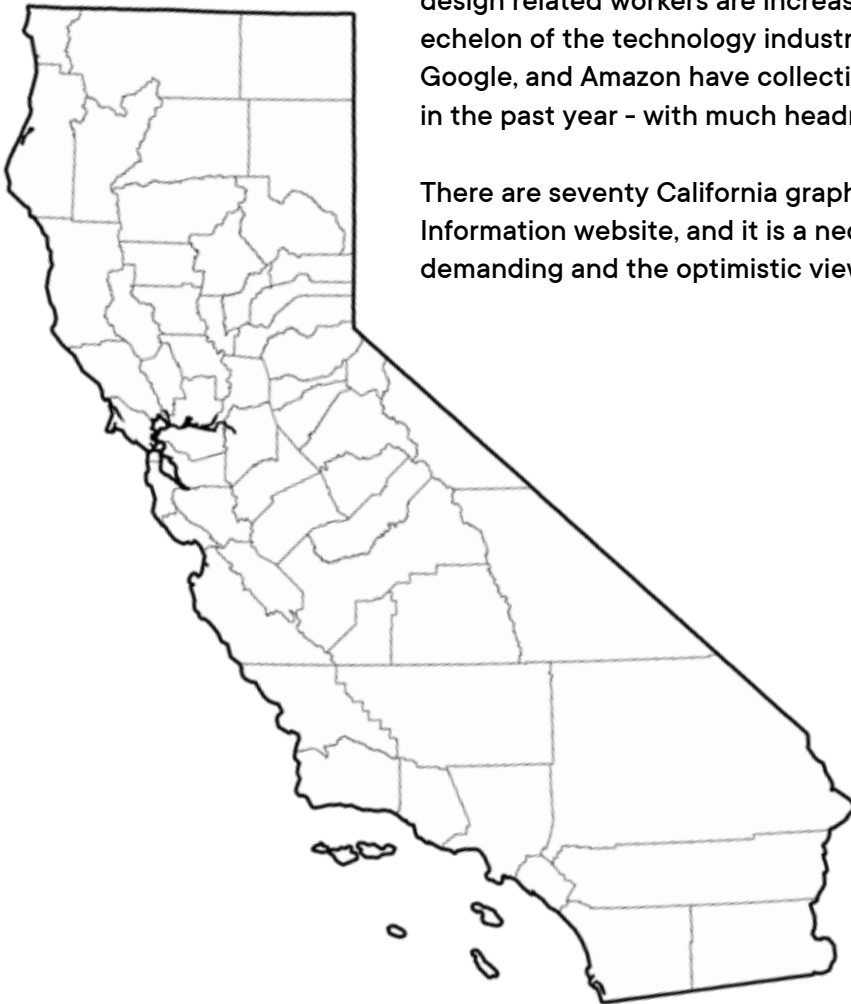 design related workers are increas
echelon of the technology industr
Google, and Amazon have collecti
in the past year - with much headr
There are seventy California graph
Information website, and it is a nec
demanding and the optimistic view